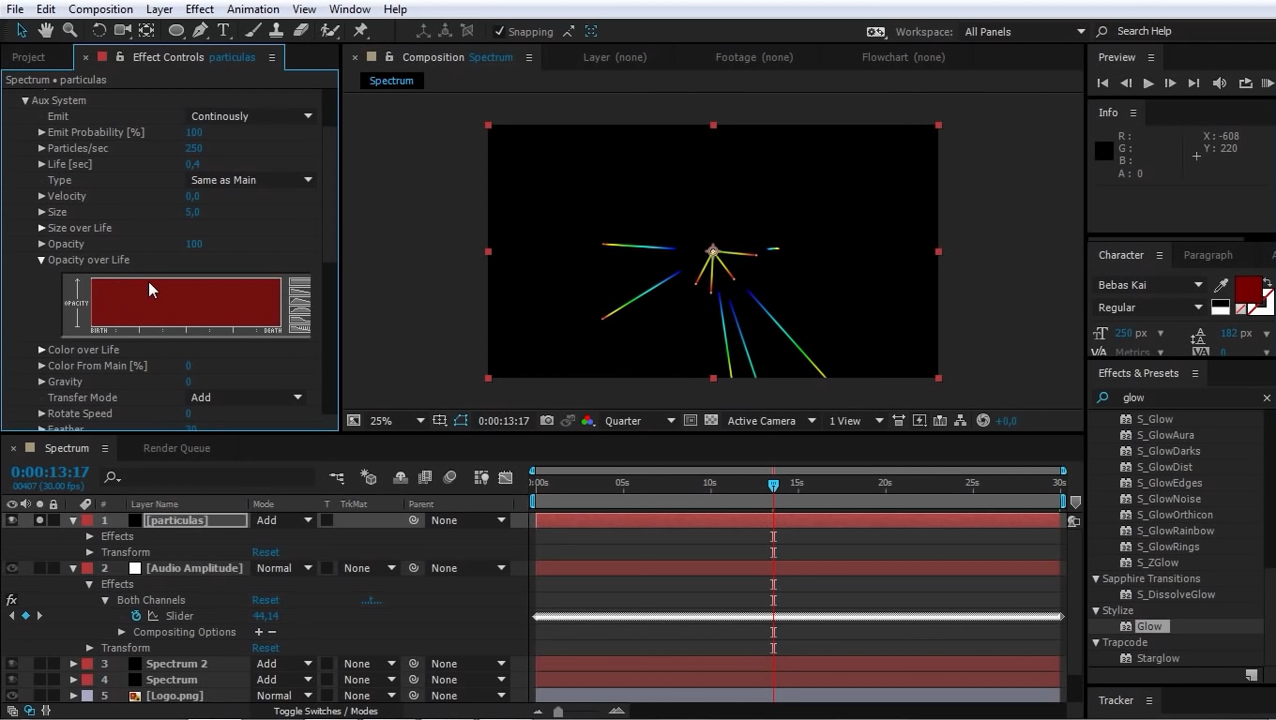 File Edit Composition Layer Effect Animation View Window Help
Snapping
Workspace: All Panels
Search Help
Project
Effect Controls particulas
Spectrum • particulas
Aux System
Emit Continously
Emit Probability [%] 100
Particles/sec 250
Life [sec] 0,4
Type Same as Main
Velocity 0,0
Size 5,0
Size over Life
Opacity 100
Opacity over Life
OPACITY
BIRTH DEATH
Color over Life
Color From Main [%] 0
Gravity 0
Transfer Mode Add
Rotate Speed 0
Feather
Composition Spectrum
Layer (none)
Footage (none)
Flowchart (none)
Spectrum
25%
0:00:13:17
Quarter
Active Camera
1 View
+0,0
Preview
Info
R :
G :
B :
A : 0
X : -608
Y : 220
Character
Paragraph
Bebas Kai
Regular
250 px
182 px
Metrics
0
Effects & Presets
glow
S_Glow
S_GlowAura
S_GlowDarks
S_GlowDist
S_GlowEdges
S_GlowNoise
S_GlowOrthicon
S_GlowRainbow
S_GlowRings
S_ZGlow
Sapphire Transitions
S_DissolveGlow
Stylize
Glow
Trapcode
Starglow
Tracker
Spectrum
Render Queue
0:00:13:17
00407 (30.00 fps)
# Layer Name Mode T TrkMat Parent
:00s 05s 10s 15s 20s 25s 30s
1 [particulas] Add None
Effects
Transform Reset
2 [Audio Amplitude] Normal None None
Effects
fx Both Channels Reset ...t...
Slider 44,14
Compositing Options + −
Transform Reset
3 Spectrum 2 Add None None
4 Spectrum Add None None
5 [Logo.png] Normal None None
Toggle Switches / Modes